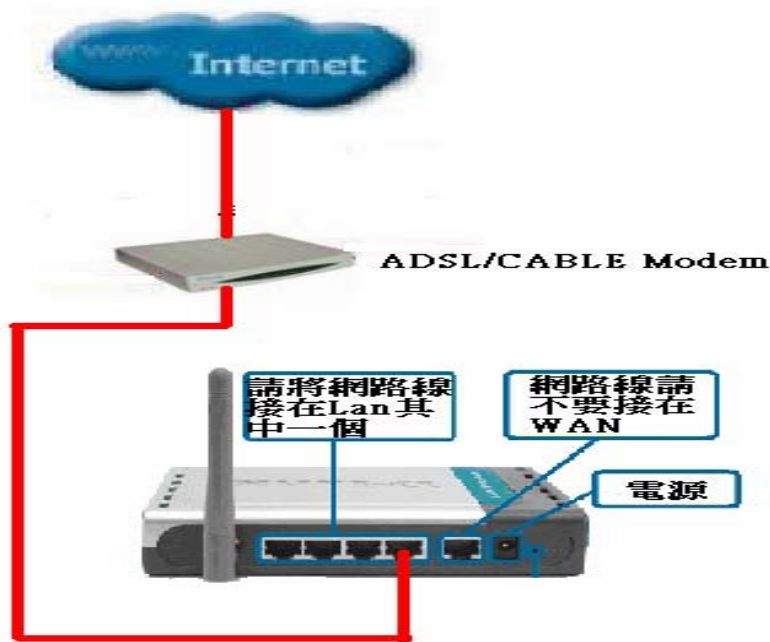 Internet
ADSL/CABLE Modem
請將網路線
接在Lan其
中一個
網路線請
不要接在
WAN
電源